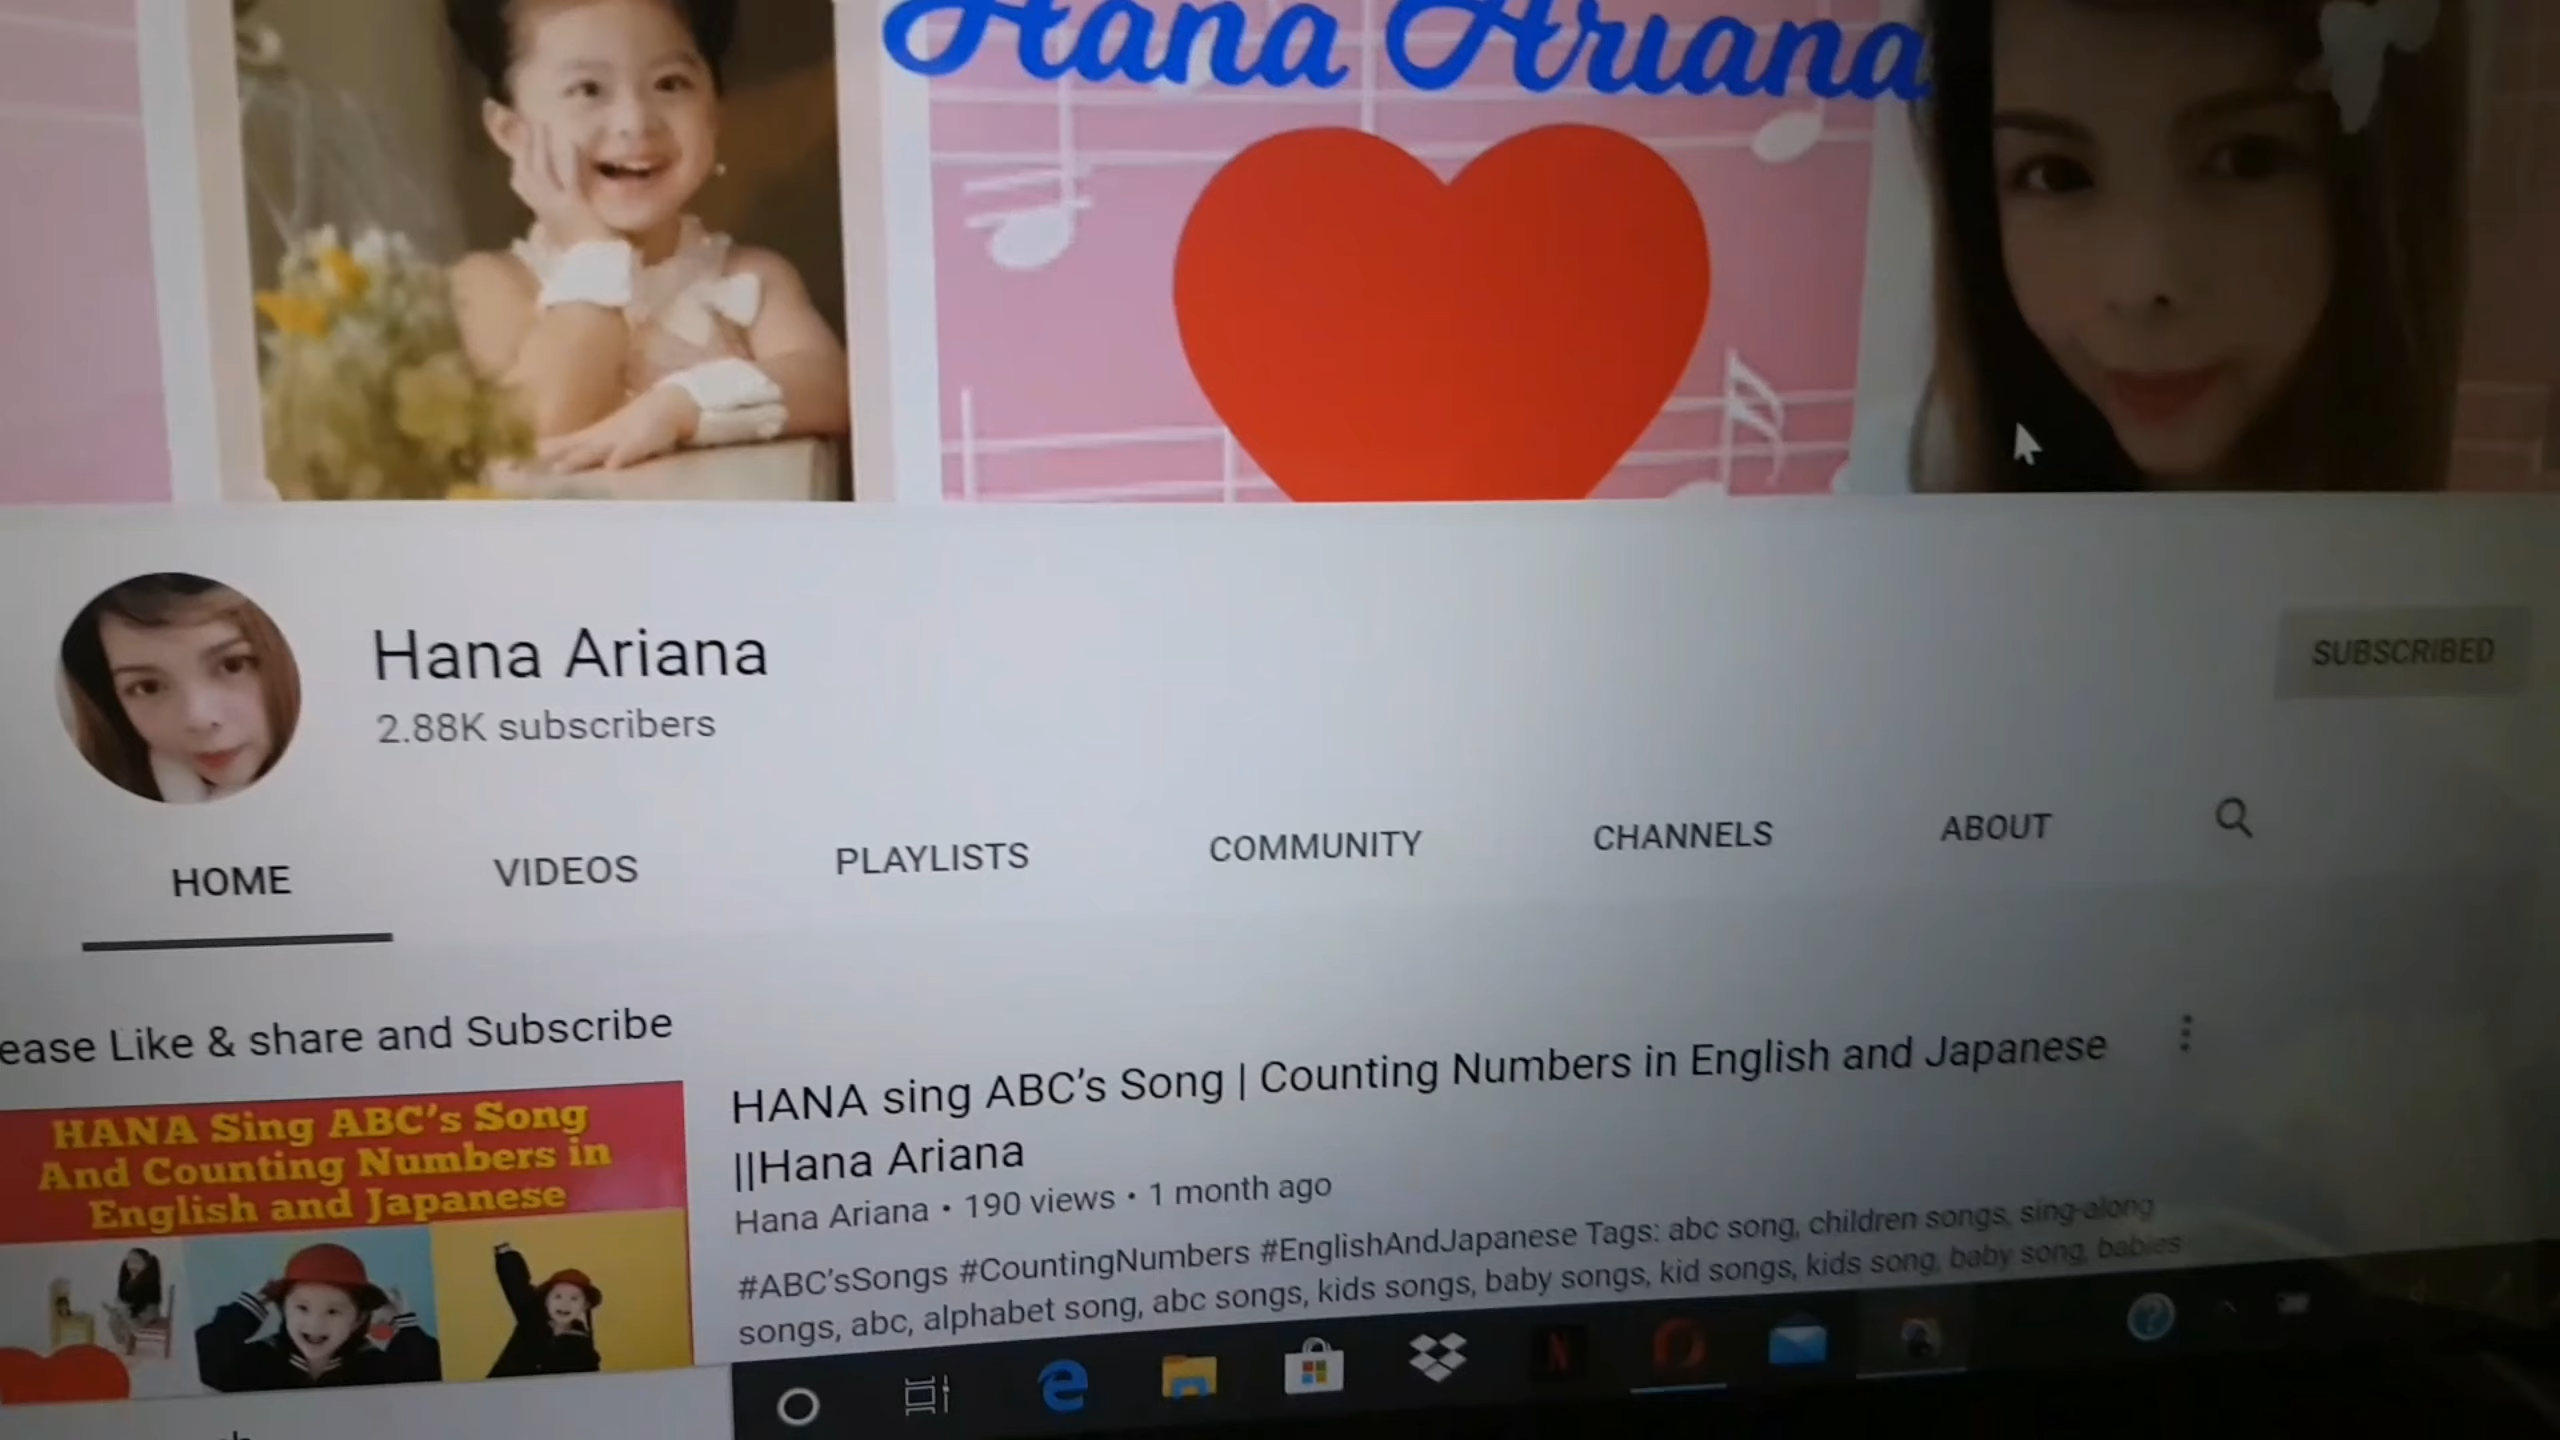 Hana Ariana
Hana Ariana
2.88K subscribers
SUBSCRIBED
HOME
VIDEOS
PLAYLISTS
COMMUNITY
CHANNELS
ABOUT
ease Like & share and Subscribe
HANA Sing ABC's Song
And Counting Numbers in
English and Japanese
HANA sing ABC's Song | Counting Numbers in English and Japanese
||Hana Ariana
Hana Ariana • 190 views • 1 month ago
#ABC'sSongs #CountingNumbers #EnglishAndJapanese Tags: abc song, children songs, sing-along
songs, abc, alphabet song, abc songs, kids songs, baby songs, kid songs, kids song, baby song, babies